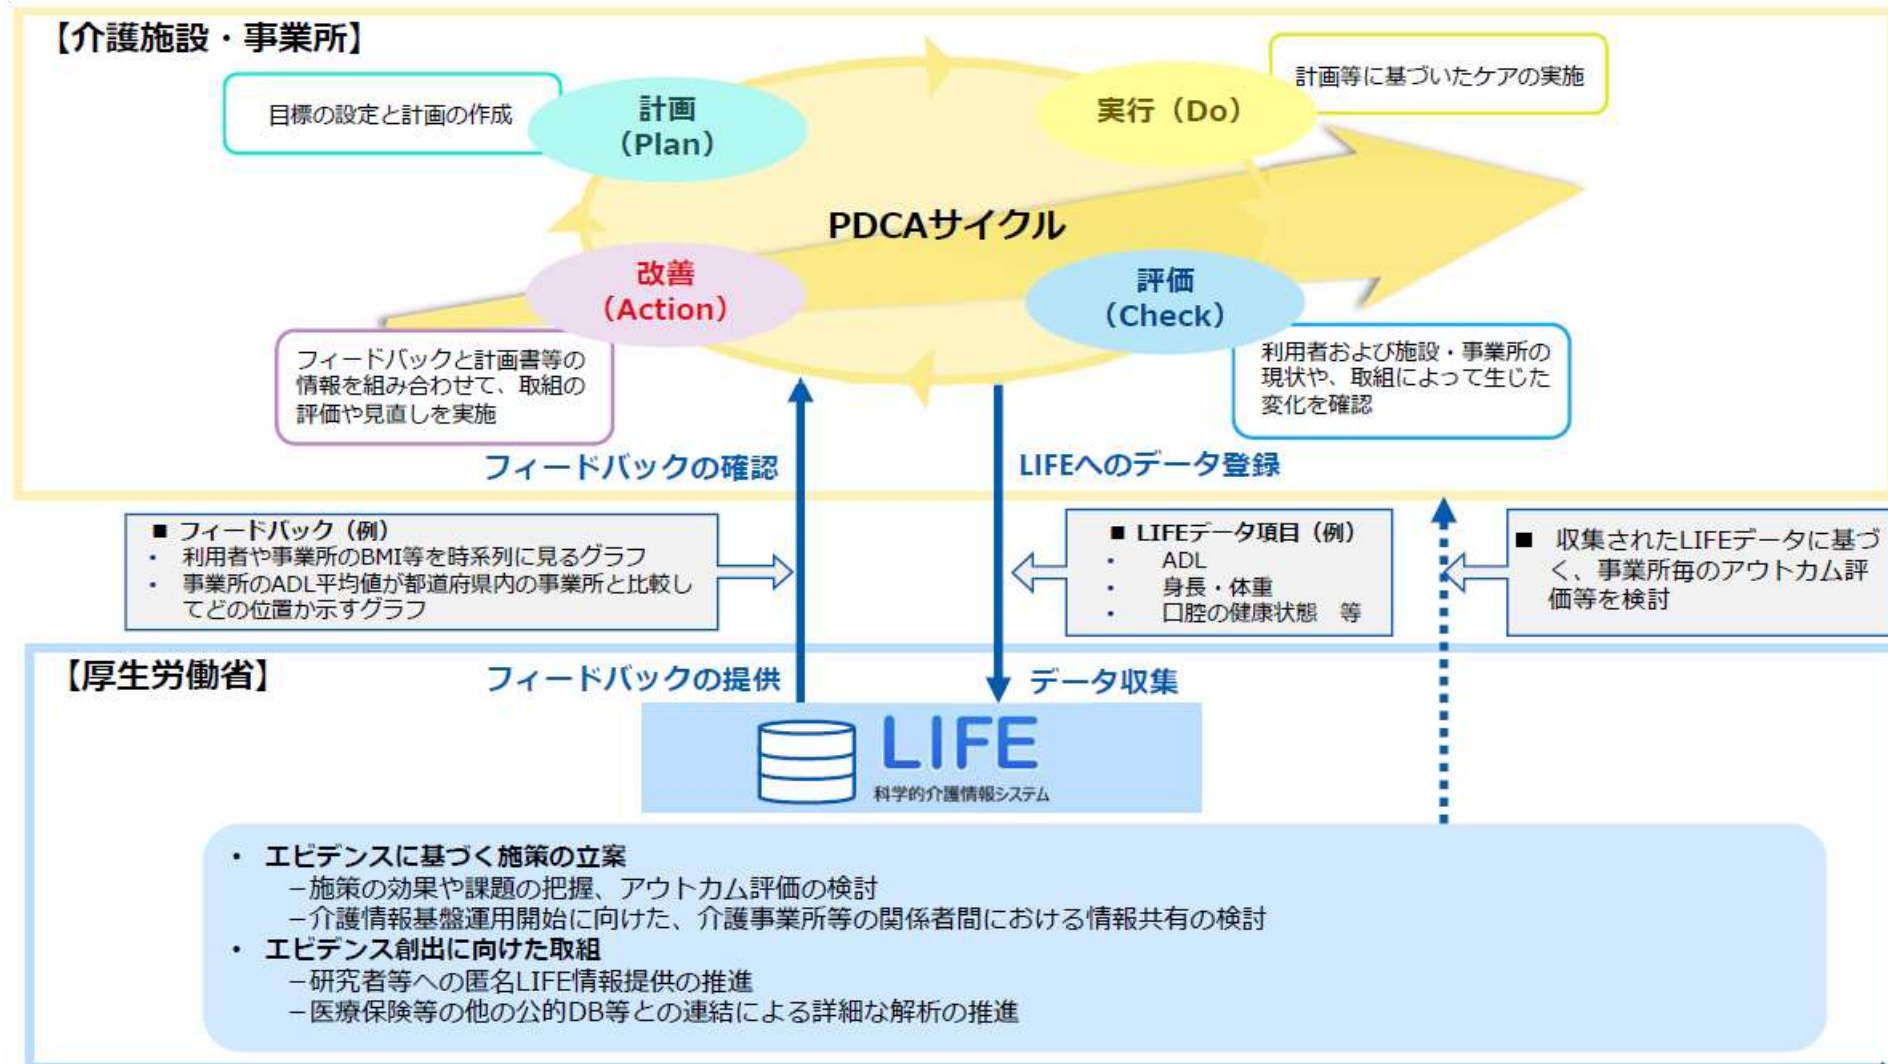 【介護施設・事業所】
目標の設定と計画の作成
計画
（Plan）
実行（Do）
計画等に基づいたケアの実施
PDCAサイクル
改善
（Action）
評価
（Check）
フィードバックと計画書等の
情報を組み合わせて、取組の
評価や見直しを実施
利用者および施設・事業所の
現状や、取組によって生じた
変化を確認
フィードバックの確認
LIFEへのデータ登録
■ フィードバック（例）
・ 利用者や事業所のBMI等を時系列に見るグラフ
・ 事業所のADL平均値が都道府県内の事業所と比較し
てどの位置か示すグラフ
■ LIFEデータ項目（例）
・ ADL
・ 身長・体重
・ 口腔の健康状態　等
■ 収集されたLIFEデータに基づ
く、事業所毎のアウトカム評
価等を検討
【厚生労働省】
フィードバックの提供
データ収集
LIFE
科学的介護情報システム
・ エビデンスに基づく施策の立案
－施策の効果や課題の把握、アウトカム評価の検討
－介護情報基盤運用開始に向けた、介護事業所等の関係者間における情報共有の検討
・ エビデンス創出に向けた取組
－研究者等への匿名LIFE情報提供の推進
－医療保険等の他の公的DB等との連結による詳細な解析の推進